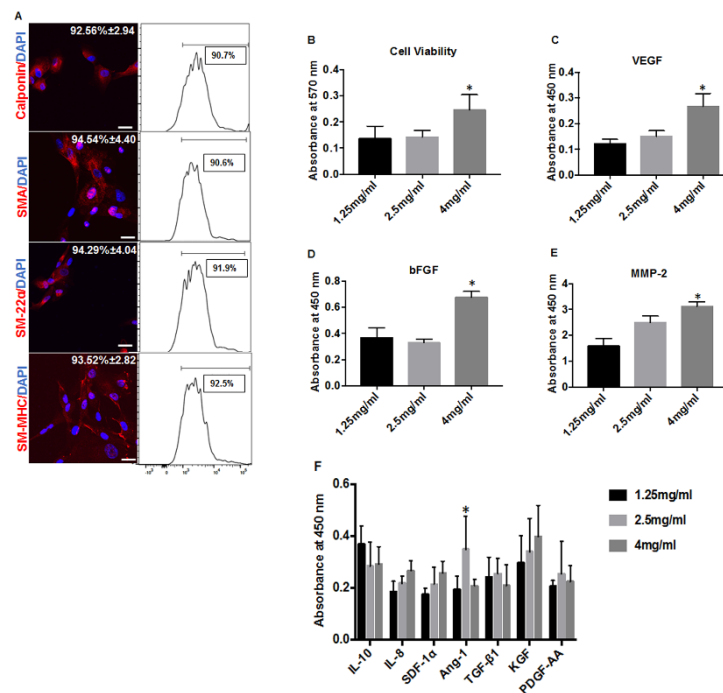 A
Calponin/DAPI
92.56%±2.94
90.7%
SMA/DAPI
94.54%±4.40
90.6%
SM-22α/DAPI
94.29%±4.04
91.9%
SM-MHC/DAPI
93.52%±2.82
92.5%
B
Cell Viability
Absorbance at 570 nm
0.4
0.3
0.2
0.1
0.0
*
1.25mg/ml
2.5mg/ml
4mg/ml
C
VEGF
Absorbance at 450 nm
0.4
0.3
0.2
0.1
0.0
*
1.25mg/ml
2.5mg/ml
4mg/ml
D
bFGF
Absorbance at 450 nm
0.8
0.6
0.4
0.2
0.0
*
1.25mg/ml
2.5mg/ml
4mg/ml
E
MMP-2
Absorbance at 450 nm
4
3
2
1
0
*
1.25mg/ml
2.5mg/ml
4mg/ml
F
Absorbance at 450 nm
0.6
0.4
0.2
0.0
*
IL-10
IL-8
SDF-1α
Ang-1
TGF-β1
KGF
PDGF-AA
1.25mg/ml
2.5mg/ml
4mg/ml